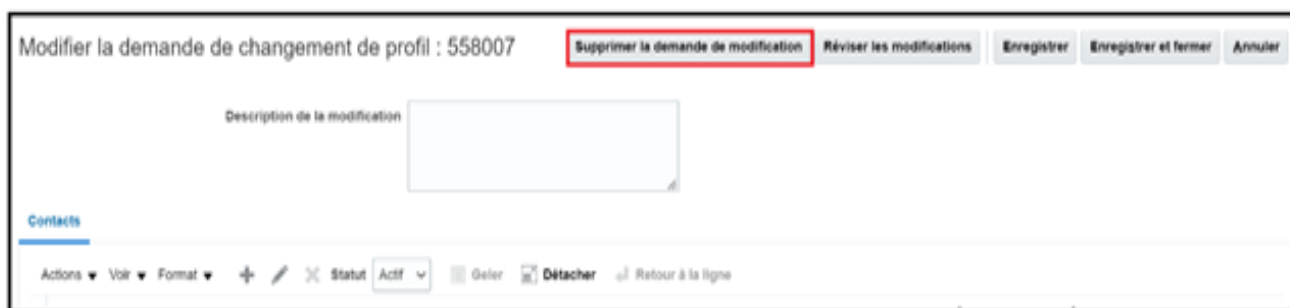 Modifier la demande de changement de profil : 558007 Supprimer la demande de modification Réviser les modifications Enregistrer Enregistrer et fermer Annuler
Description de la modification
Contacts
Actions Voir Format Statut Actif Geler Détacher Retour à la ligne